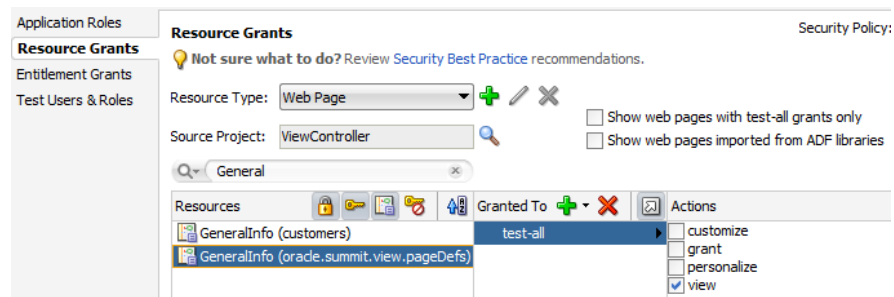 Application Roles
Resource Grants
Entitlement Grants
Test Users & Roles
Resource Grants
Security Policy:
Not sure what to do? Review Security Best Practice recommendations.
Resource Type: Web Page
Show web pages with test-all grants only
Source Project: ViewController
Show web pages imported from ADF libraries
General
Resources Granted To Actions
GeneralInfo (customers) test-all customize
GeneralInfo (oracle.summit.view.pageDefs) grant
personalize
view